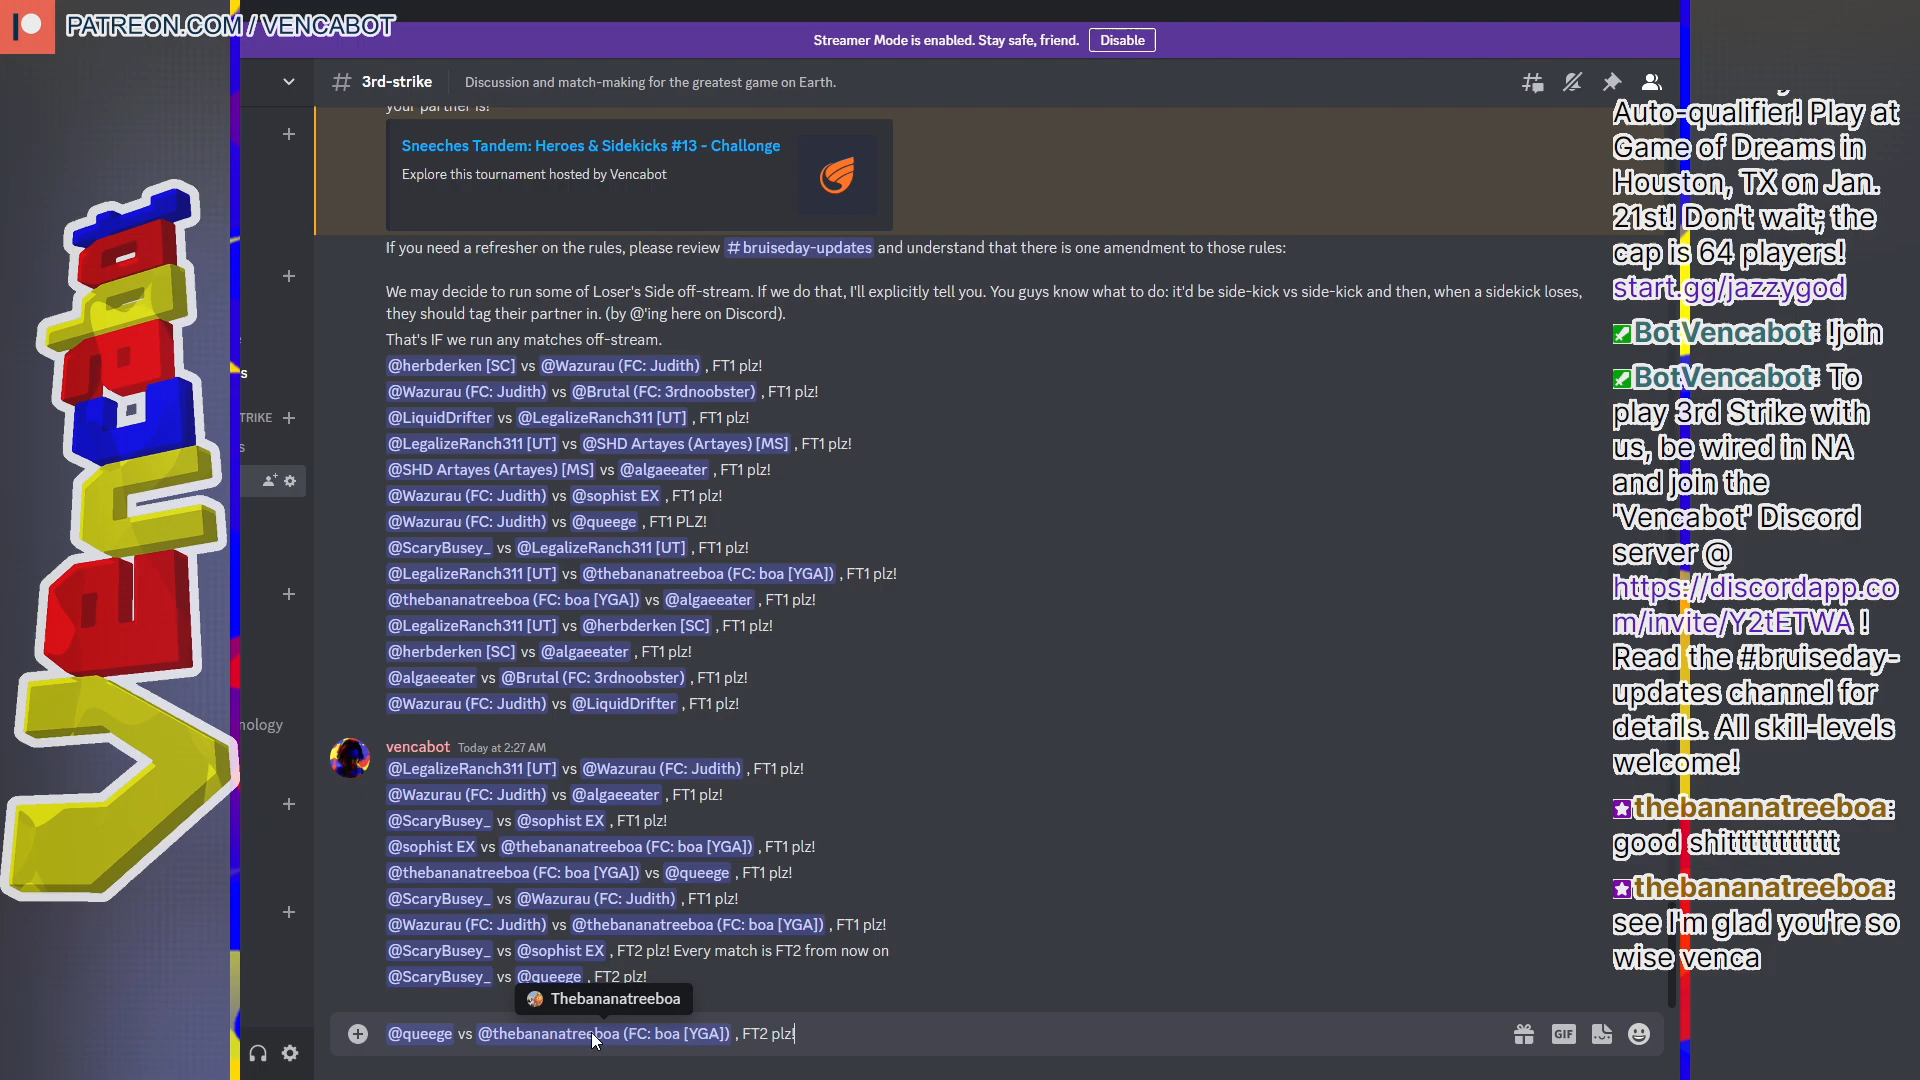 PATREON.COM / VENCABOT
Vencabot
Streamer Mode is enabled. Stay safe, friend.
Disable
3rd-strike
Discussion and match-making for the greatest game on Earth.
your partner is!
Sneeches Tandem: Heroes & Sidekicks #13 - Challonge
Explore this tournament hosted by Vencabot
If you need a refresher on the rules, please review #bruiseday-updates and understand that there is one amendment to those rules:
We may decide to run some of Loser's Side off-stream. If we do that, I'll explicitly tell you. You guys know what to do: it'd be side-kick vs side-kick and then, when a sidekick loses,
they should tag their partner in. (by @'ing here on Discord).
That's IF we run any matches off-stream.
@herbderken [SC] vs @Wazurau (FC: Judith) , FT1 plz!
@Wazurau (FC: Judith) vs @Brutal (FC: 3rdnoobster) , FT1 plz!
@LiquidDrifter vs @LegalizeRanch311 [UT] , FT1 plz!
@LegalizeRanch311 [UT] vs @SHD Artayes (Artayes) [MS] , FT1 plz!
@SHD Artayes (Artayes) [MS] vs @algaeeater , FT1 plz!
@Wazurau (FC: Judith) vs @sophist EX , FT1 plz!
@Wazurau (FC: Judith) vs @queege , FT1 PLZ!
@ScaryBusey_ vs @LegalizeRanch311 [UT] , FT1 plz!
@LegalizeRanch311 [UT] vs @thebananatreeboa (FC: boa [YGA]) , FT1 plz!
@thebananatreeboa (FC: boa [YGA]) vs @algaeeater , FT1 plz!
@LegalizeRanch311 [UT] vs @herbderken [SC] , FT1 plz!
@herbderken [SC] vs @algaeeater , FT1 plz!
@algaeeater vs @Brutal (FC: 3rdnoobster) , FT1 plz!
@Wazurau (FC: Judith) vs @LiquidDrifter , FT1 plz!
vencabot Today at 2:27 AM
@LegalizeRanch311 [UT] vs @Wazurau (FC: Judith) , FT1 plz!
@Wazurau (FC: Judith) vs @algaeeater , FT1 plz!
@ScaryBusey_ vs @sophist EX , FT1 plz!
@sophist EX vs @thebananatreeboa (FC: boa [YGA]) , FT1 plz!
@thebananatreeboa (FC: boa [YGA]) vs @queege , FT1 plz!
@ScaryBusey_ vs @Wazurau (FC: Judith) , FT1 plz!
@Wazurau (FC: Judith) vs @thebananatreeboa (FC: boa [YGA]) , FT1 plz!
@ScaryBusey_ vs @sophist EX , FT2 plz! Every match is FT2 from now on
@ScaryBusey_ vs @queege , FT2 plz!
Thebananatreeboa
@queege vs @thebananatreeboa (FC: boa [YGA]) , FT2 plz!
GIF
s
TRIKE
s
nology
Auto-qualifier! Play at
Game of Dreams in
Houston, TX on Jan.
21st! Don't wait; the
cap is 64 players!
start.gg/jazzygod
BotVencabot: !join
BotVencabot: To
play 3rd Strike with
us, be wired in NA
and join the
'Vencabot' Discord
server @
https://discordapp.co
m/invite/Y2tETWA !
Read the #bruiseday-
updates channel for
details. All skill-levels
welcome!
thebananatreeboa:
good shitttttttttttt
thebananatreeboa:
see I'm glad you're so
wise venca